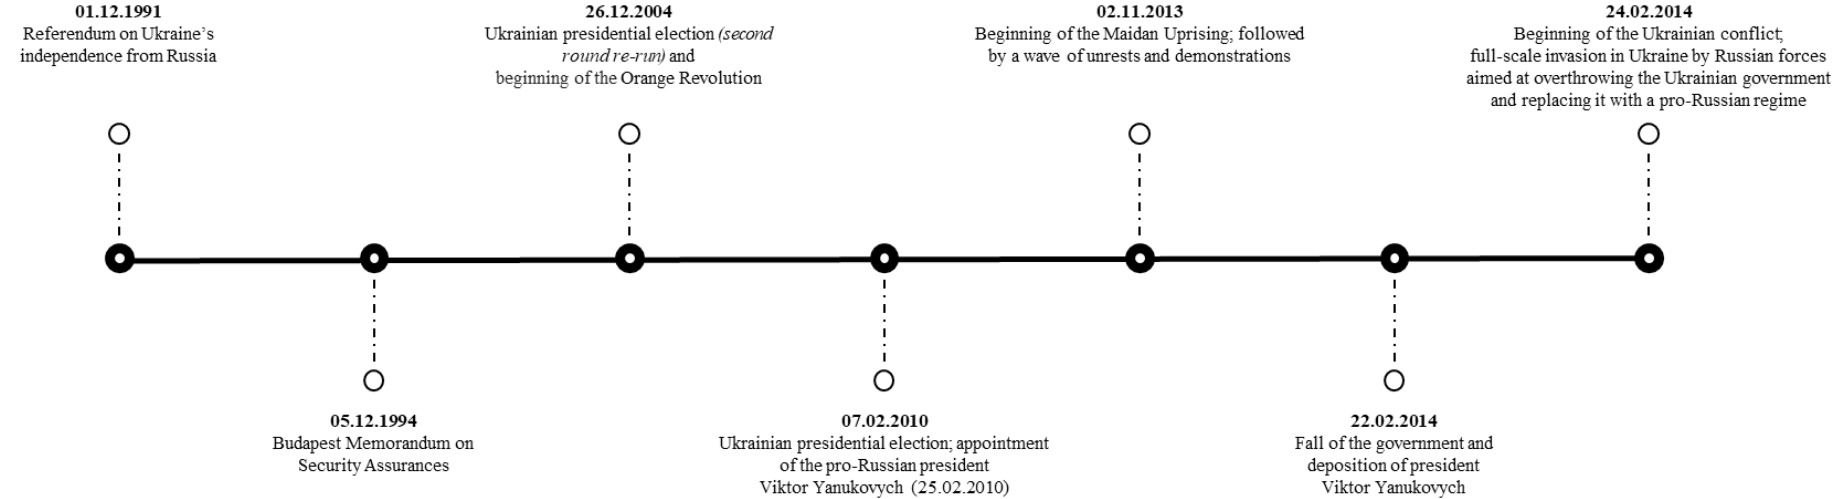 01.12.1991
Referendum on Ukraine's
independence from Russia
26.12.2004
Ukrainian presidential election (second
round re-run) and
beginning of the Orange Revolution
02.11.2013
Beginning of the Maidan Uprising; followed
by a wave of unrests and demonstrations
24.02.2014
Beginning of the Ukrainian conflict;
full-scale invasion in Ukraine by Russian forces
aimed at overthrowing the Ukrainian government
and replacing it with a pro-Russian regime
05.12.1994
Budapest Memorandum on
Security Assurances
07.02.2010
Ukrainian presidential election; appointment
of the pro-Russian president
Viktor Yanukovych (25.02.2010)
22.02.2014
Fall of the government and
deposition of president
Viktor Yanukovych